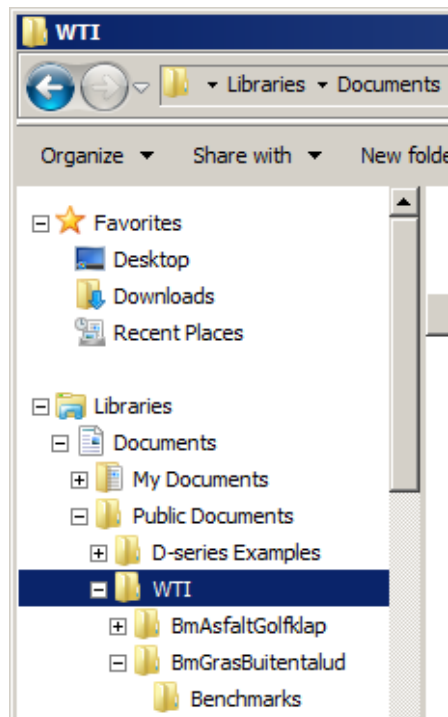 WTI
Libraries Documents
Organize Share with New folde
Favorites
Desktop
Downloads
Recent Places
Libraries
Documents
My Documents
Public Documents
D-series Examples
WTI
BmAsfaltGolfklap
BmGrasBuitentalud
Benchmarks